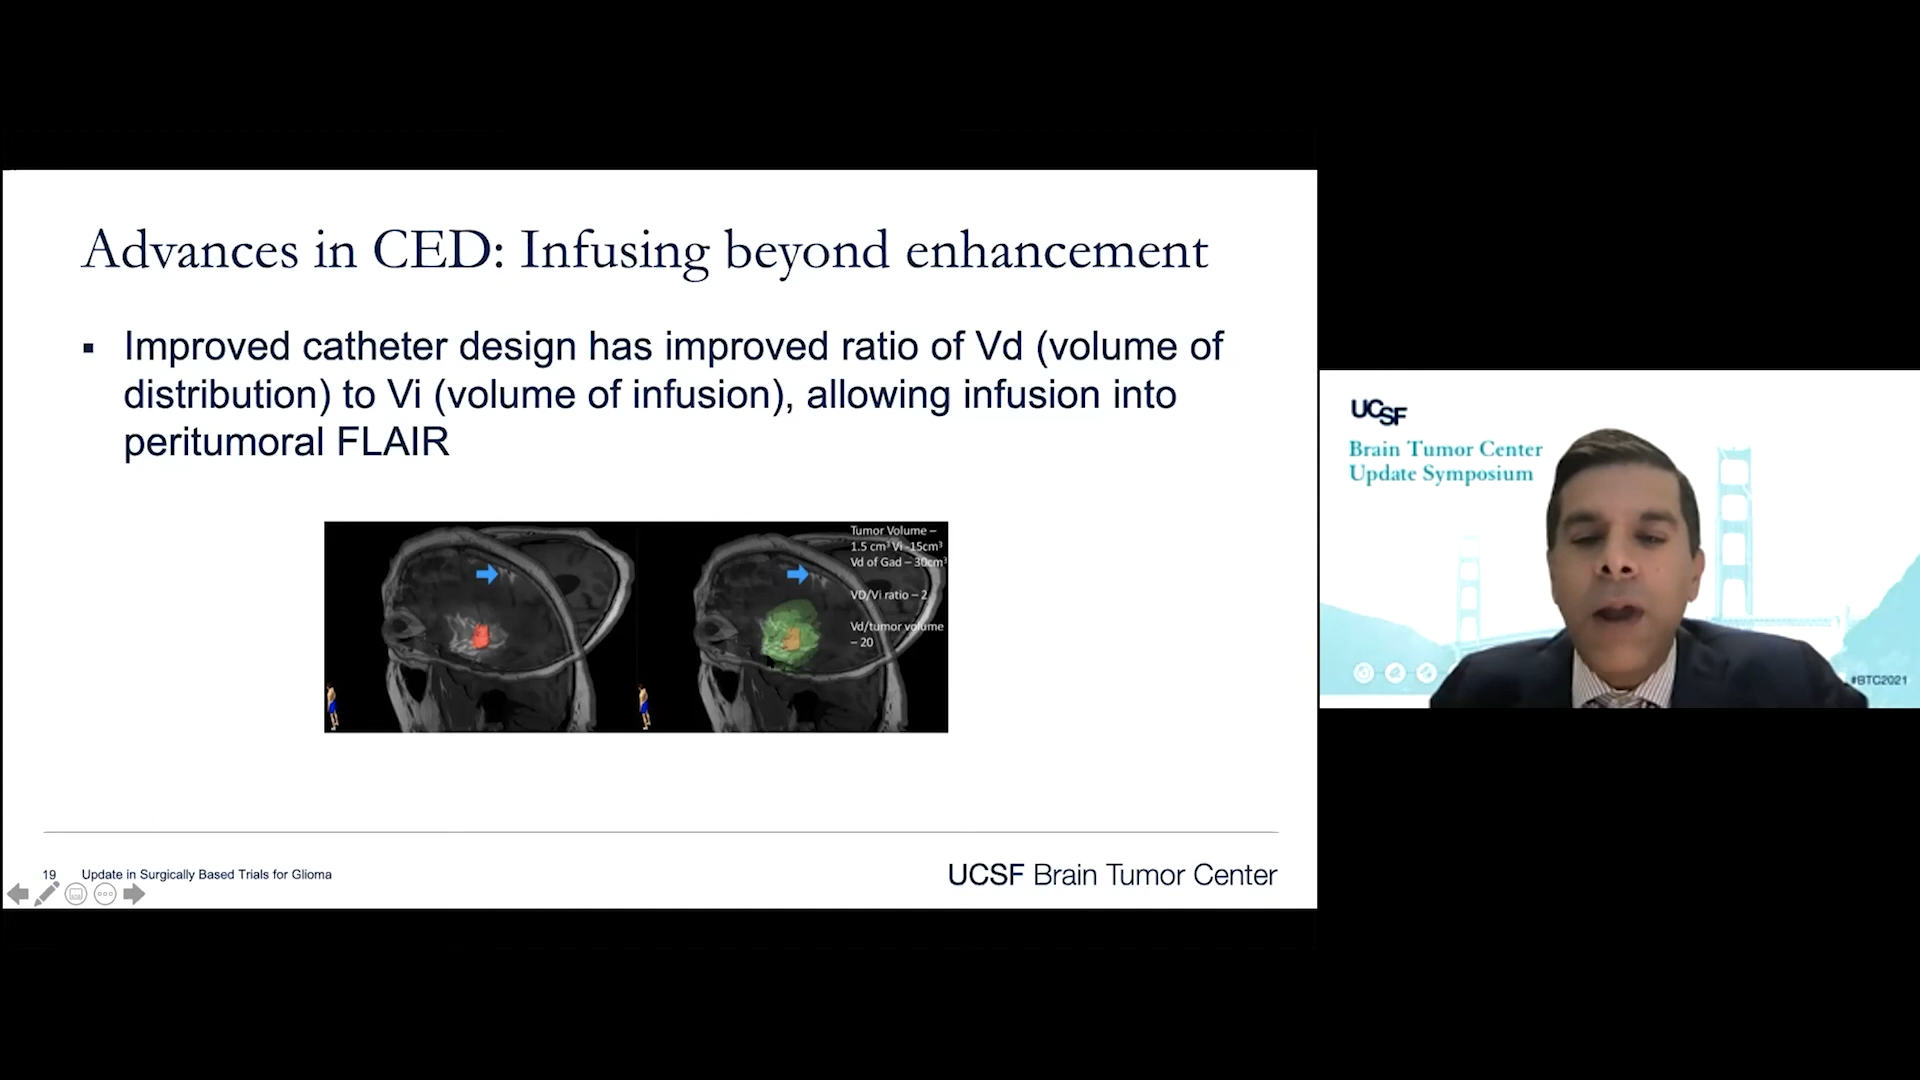 Advances in CED: Infusing beyond enhancement
▪ Improved catheter design has improved ratio of Vd (volume of
distribution) to Vi (volume of infusion), allowing infusion into
peritumoral FLAIR
Tumor Volume –
1.5 cm³ Vi -15cm³
Vd of Gad – 30cm³
VD/Vi ratio – 2
Vd/tumor volume
– 20
19 Update in Surgically Based Trials for Glioma
UCSF Brain Tumor Center
UCSF
Brain Tumor Center
Update Symposium
#BTC2021